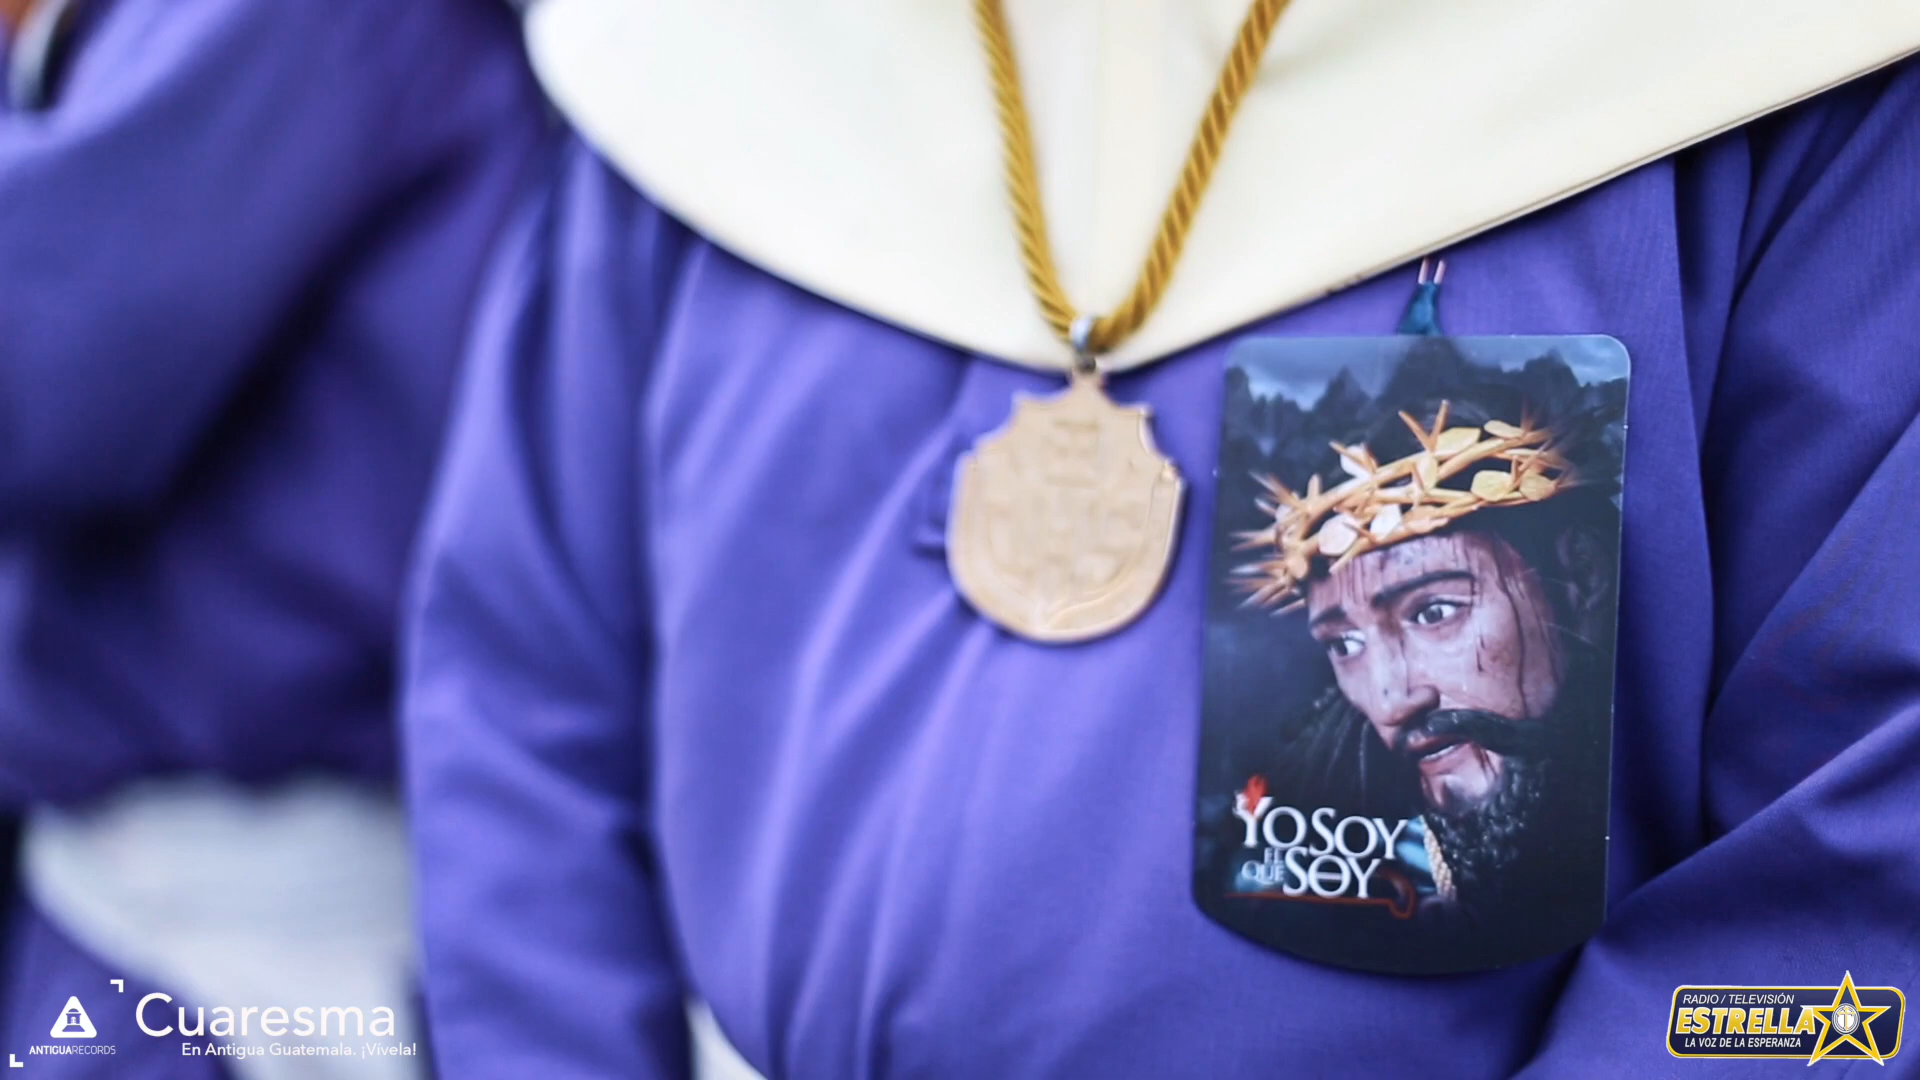 YO SOY
EL QUE SOY
ANTIGUARECORDS
Cuaresma
En Antigua Guatemala. ¡Vívela!
RADIO / TELEVISIÓN
ESTRELLA
LA VOZ DE LA ESPERANZA